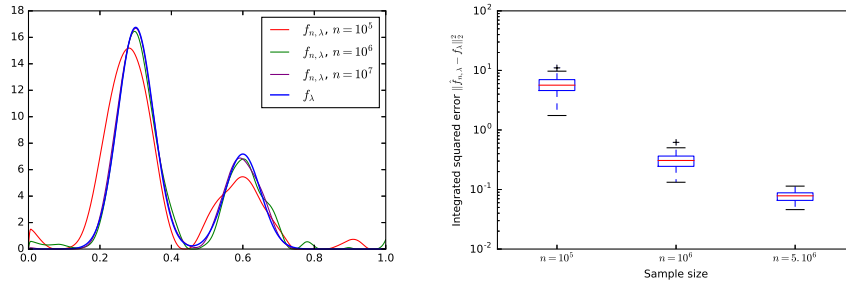 18
16
14
12
10
8
6
4
2
0
0.0 0.2 0.4 0.6 0.8 1.0
f_{n,λ}, n = 10^5
f_{n,λ}, n = 10^6
f_{n,λ}, n = 10^7
f_λ
Integrated squared error ‖f̂_{n,λ} − f_λ‖_2^2
10^2
10^1
10^0
10^{-1}
10^{-2}
n = 10^5 n = 10^6 n = 5.10^6
Sample size